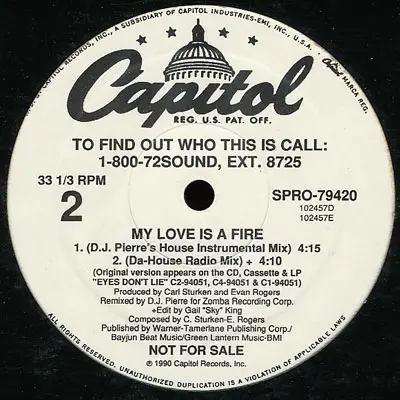 OF CAPITOL RECORDS, INC., A SUBSIDIARY OF CAPITOL INDUSTRIES-EMI, INC., U.S.A.
Capitol
MARCA REG.
Capitol
REG. U.S. PAT. OFF.
TO FIND OUT WHO THIS IS CALL:
1-800-72SOUND, EXT. 8725
33 1/3 RPM
SPRO-79420
2
102457D
102457E
MY LOVE IS A FIRE
1. (D.J. Pierre's House Instrumental Mix) 4:15
2. (Da-House Radio Mix) + 4:10
(Original version appears on the CD, Cassette & LP
"EYES DON'T LIE" C2-94051, C4-94051 & C1-94051)
Produced by Carl Sturken and Evan Rogers
Remixed by D.J. Pierre for Zomba Recording Corp.
+Edit by Gail "Sky" King
Composed by C. Sturken-E. Rogers
Published by Warner-Tamerlane Publishing Corp./
Bayjun Beat Music/Green Lantern Music-BMI
NOT FOR SALE
℗ 1990 Capitol Records, Inc.
ALL RIGHTS RESERVED. UNAUTHORIZED DUPLICATION IS A VIOLATION OF APPLICABLE LAWS.